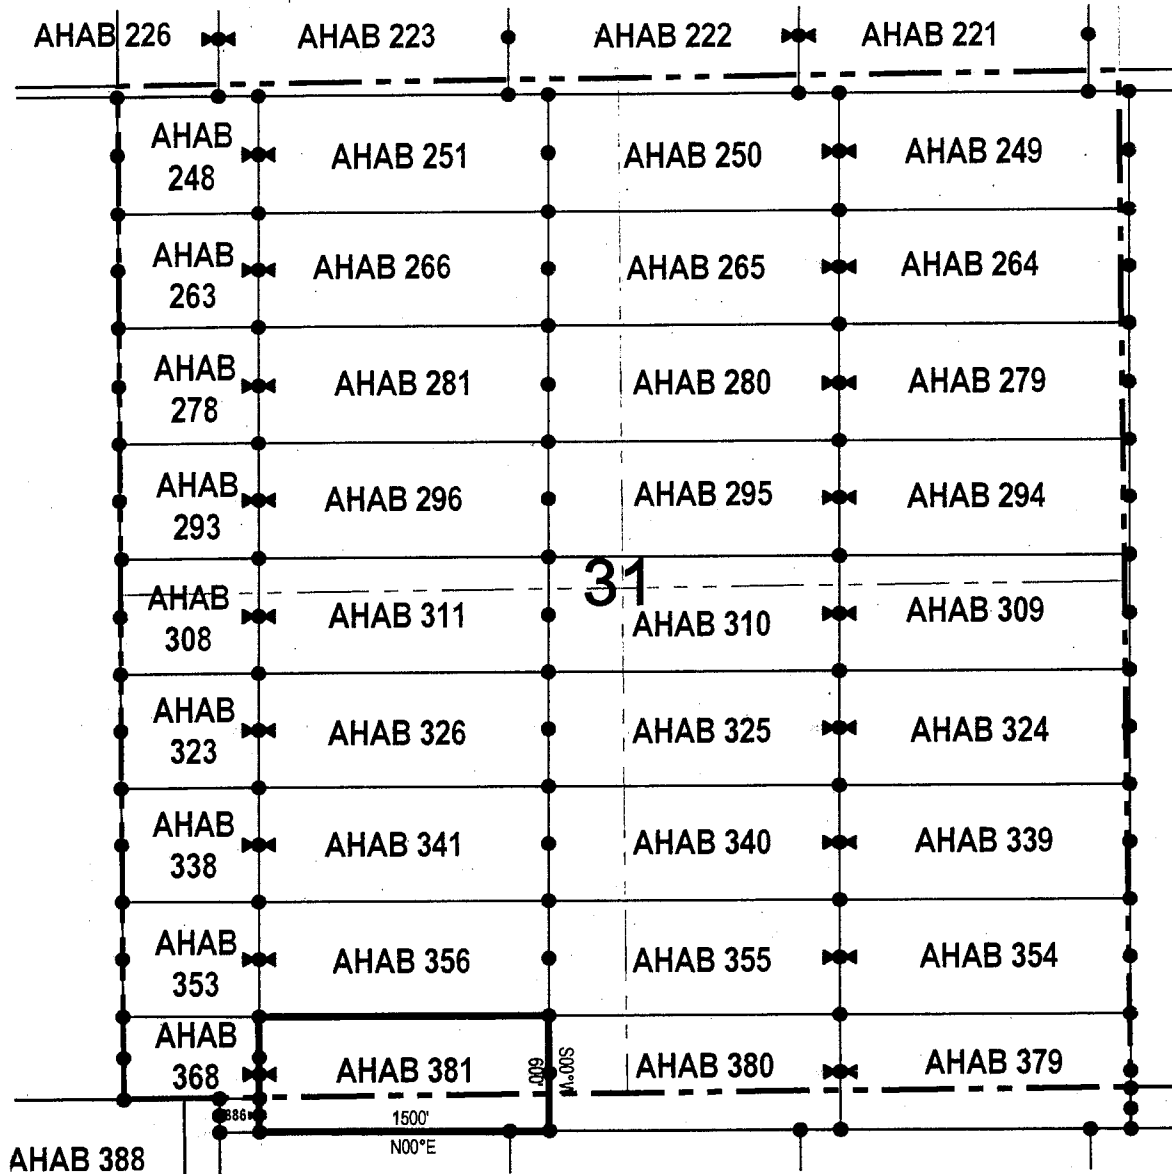 AHAB 226
AHAB 223
AHAB 222
AHAB 221
AHAB
248
AHAB 251
AHAB 250
AHAB 249
AHAB
263
AHAB 266
AHAB 265
AHAB 264
AHAB
278
AHAB 281
AHAB 280
AHAB 279
AHAB
293
AHAB 296
AHAB 295
AHAB 294
31
AHAB
308
AHAB 311
AHAB 310
AHAB 309
AHAB
323
AHAB 326
AHAB 325
AHAB 324
AHAB
338
AHAB 341
AHAB 340
AHAB 339
AHAB
353
AHAB 356
AHAB 355
AHAB 354
AHAB
368
AHAB 381
600'
S00°W
AHAB 380
AHAB 379
386
1500'
N00°E
AHAB 388